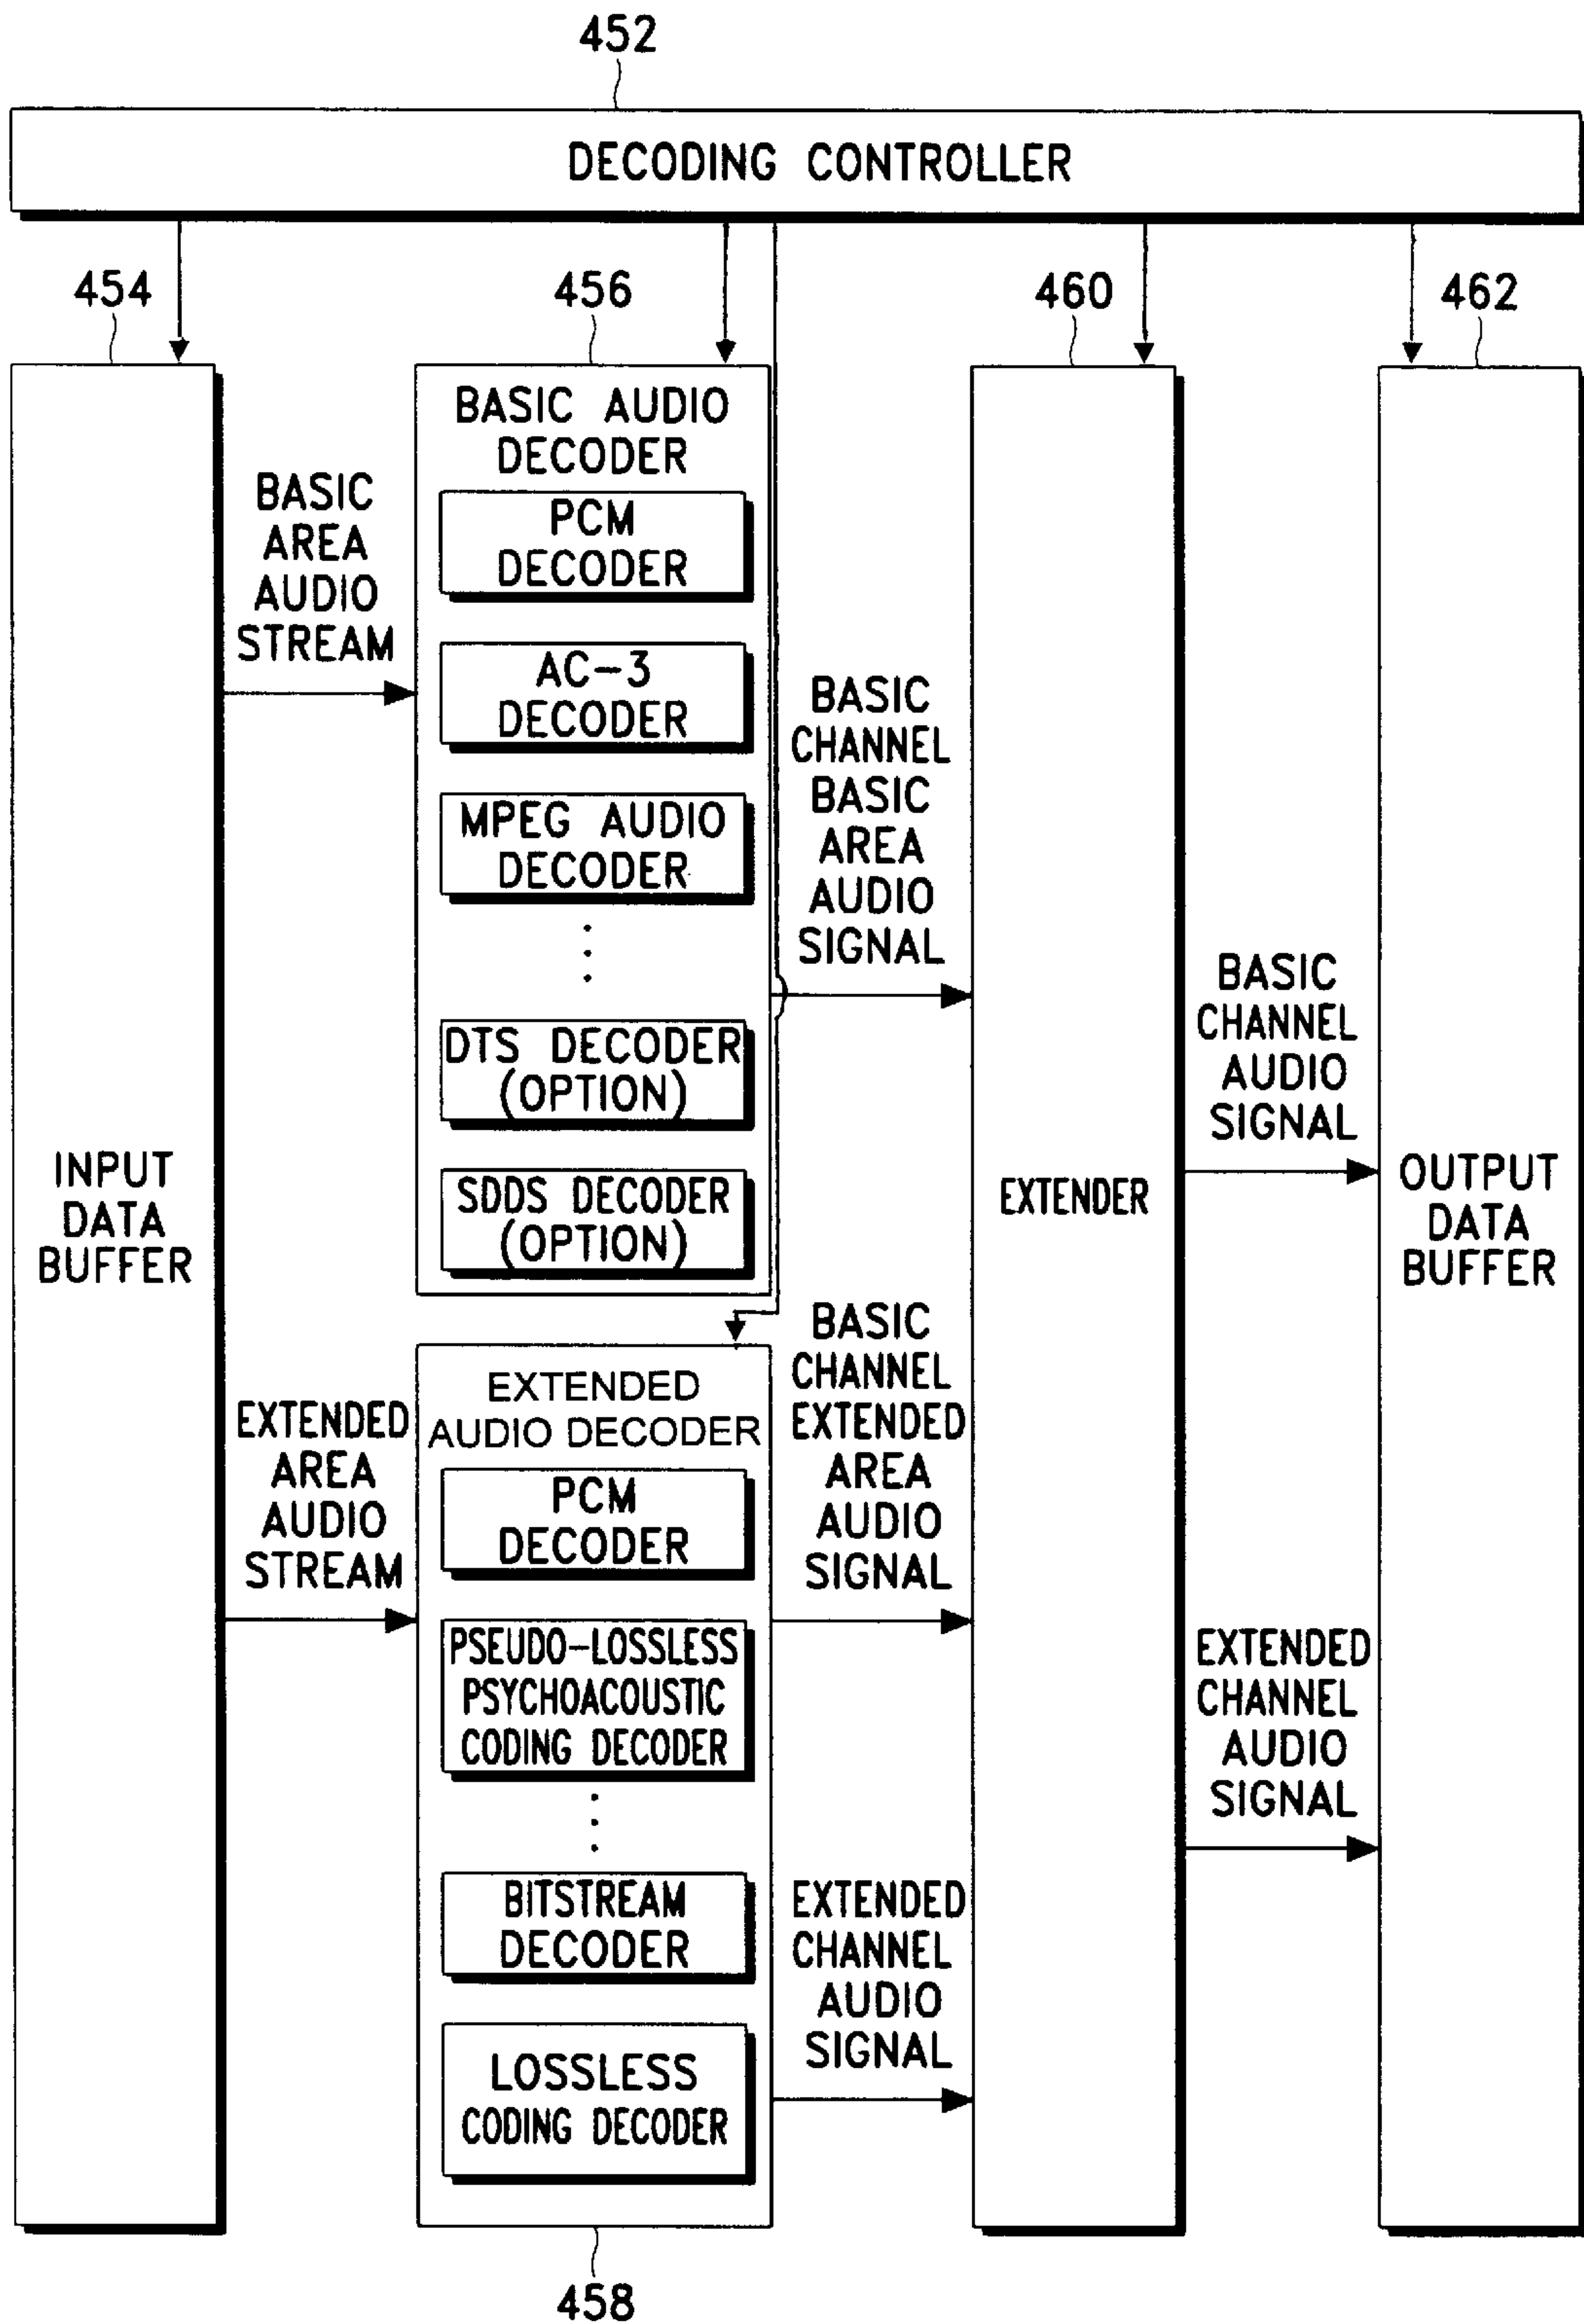 452
DECODING CONTROLLER
454
456
460
462
BASIC AUDIO
DECODER
PCM
DECODER
AC-3
DECODER
MPEG AUDIO
DECODER
DTS DECODER
(OPTION)
SDDS DECODER
(OPTION)
BASIC
AREA
AUDIO
STREAM
BASIC
CHANNEL
BASIC
AREA
AUDIO
SIGNAL
BASIC
CHANNEL
AUDIO
SIGNAL
INPUT
DATA
BUFFER
EXTENDER
OUTPUT
DATA
BUFFER
EXTENDED
AREA
AUDIO
STREAM
EXTENDED
AUDIO DECODER
PCM
DECODER
PSEUDO-LOSSLESS
PSYCHOACOUSTIC
CODING DECODER
BITSTREAM
DECODER
LOSSLESS
CODING DECODER
BASIC
CHANNEL
EXTENDED
AREA
AUDIO
SIGNAL
EXTENDED
CHANNEL
AUDIO
SIGNAL
EXTENDED
CHANNEL
AUDIO
SIGNAL
458